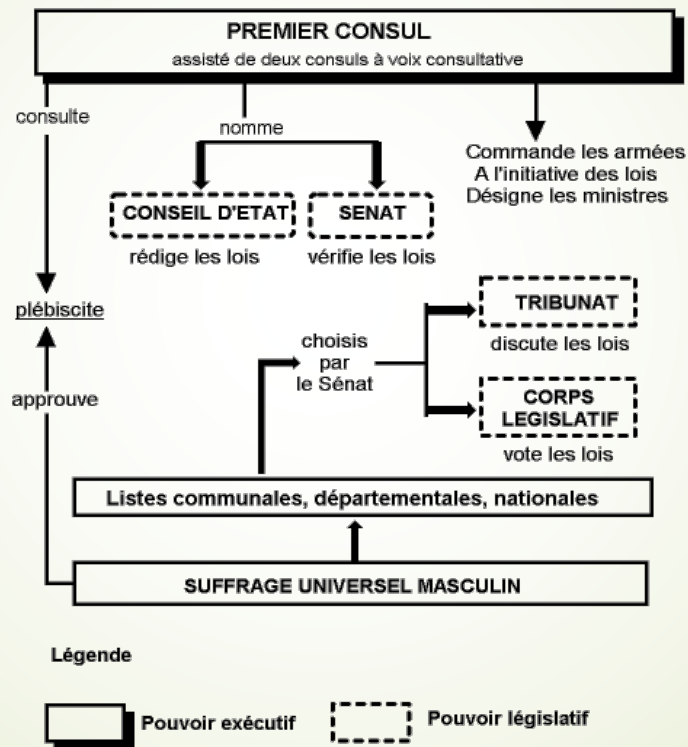 PREMIER CONSUL
assisté de deux consuls à voix consultative
consulte
nomme
Commande les armées
A l'initiative des lois
Désigne les ministres
CONSEIL D'ETAT
SENAT
rédige les lois
vérifie les lois
plébiscite
TRIBUNAT
discute les lois
choisis
par
le Sénat
approuve
CORPS
LEGISLATIF
vote les lois
Listes communales, départementales, nationales
SUFFRAGE UNIVERSEL MASCULIN
Légende
Pouvoir exécutif
Pouvoir législatif